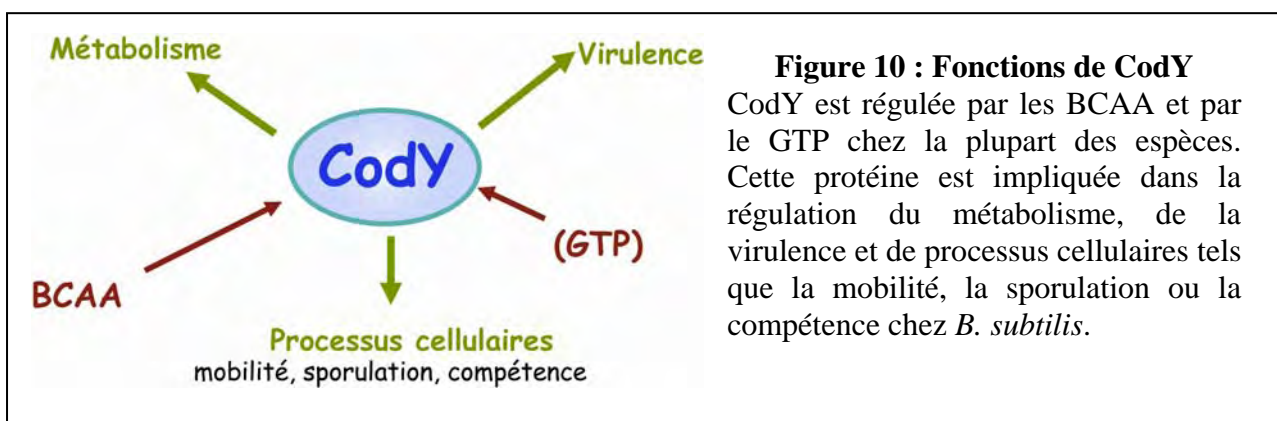 Métabolisme
Virulence
CodY
BCAA
(GTP)
Processus cellulaires
mobilité, sporulation, compétence
Figure 10 : Fonctions de CodY
CodY est régulée par les BCAA et par
le GTP chez la plupart des espèces.
Cette protéine est impliquée dans la
régulation du métabolisme, de la
virulence et de processus cellulaires tels
que la mobilité, la sporulation ou la
compétence chez B. subtilis.